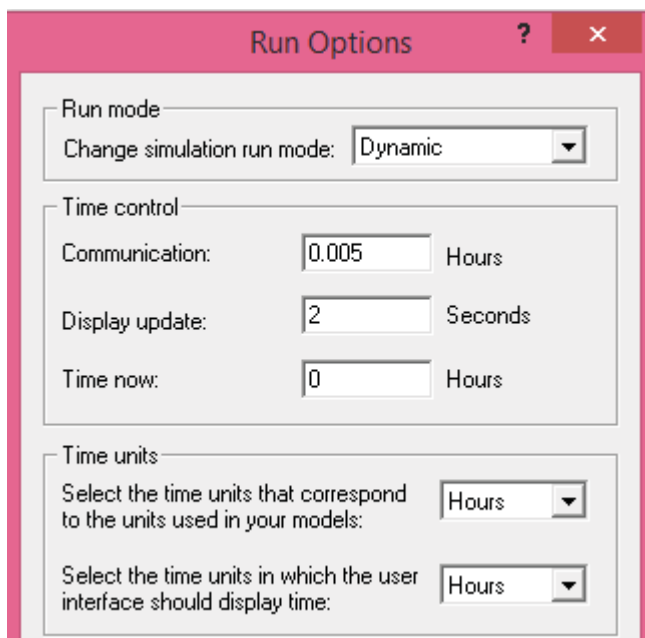 Run Options ? ×
Run mode
Change simulation run mode: Dynamic
Time control
Communication: 0.005 Hours
Display update: 2 Seconds
Time now: 0 Hours
Time units
Select the time units that correspond
to the units used in your models: Hours
Select the time units in which the user
interface should display time: Hours